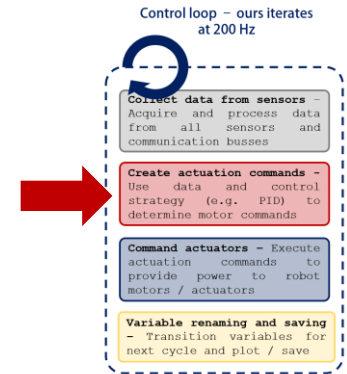 Control loop – ours iterates
at 200 Hz
Collect data from sensors –
Acquire and process data
from all sensors and
communication busses
Create actuation commands –
Use data and control
strategy (e.g. PID) to
determine motor commands
Command actuators – Execute
actuation commands to
provide power to robot
motors / actuators
Variable renaming and saving
– Transition variables for
next cycle and plot / save